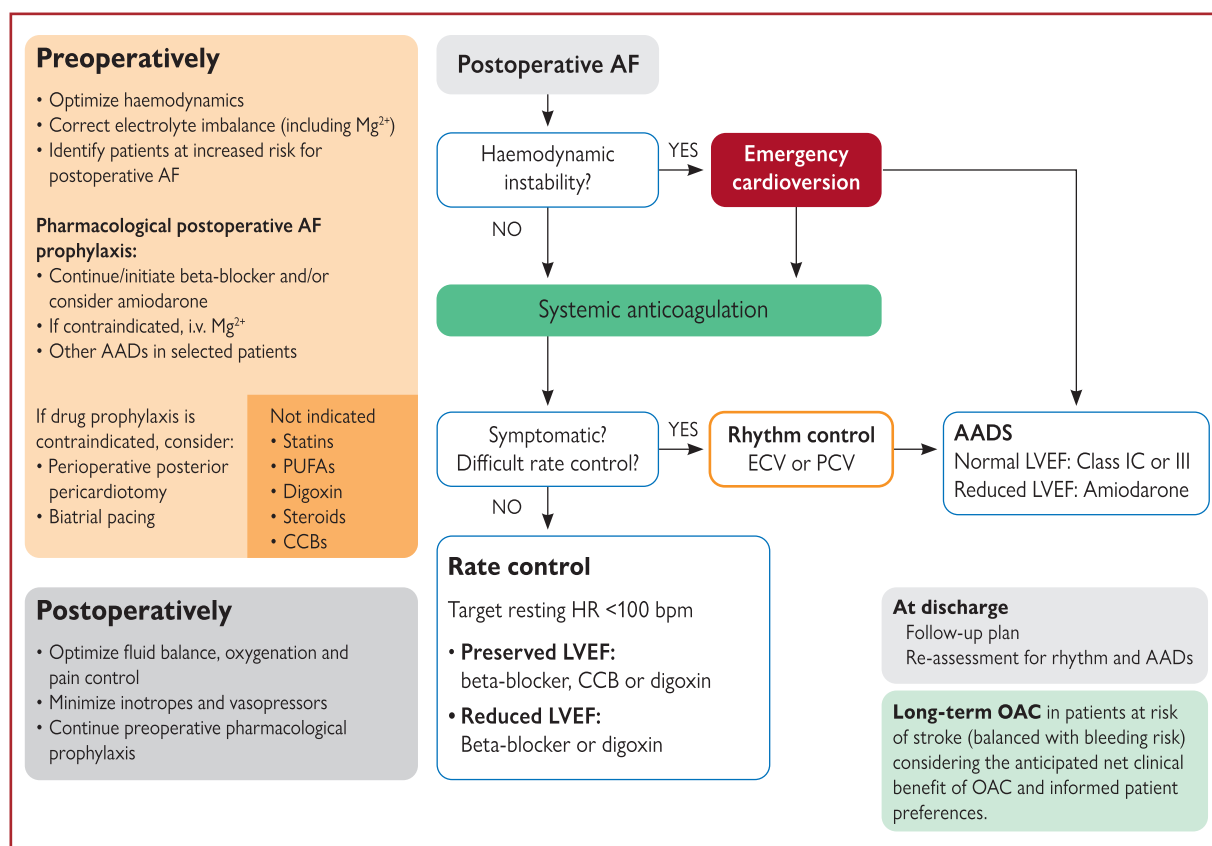 Preoperatively
• Optimize haemodynamics
• Correct electrolyte imbalance (including Mg²⁺)
• Identify patients at increased risk for
postoperative AF
Pharmacological postoperative AF
prophylaxis:
• Continue/initiate beta-blocker and/or
consider amiodarone
• If contraindicated, i.v. Mg²⁺
• Other AADs in selected patients
If drug prophylaxis is
contraindicated, consider:
• Perioperative posterior
pericardiotomy
• Biatrial pacing
Not indicated
• Statins
• PUFAs
• Digoxin
• Steroids
• CCBs
Postoperatively
• Optimize fluid balance, oxygenation and
pain control
• Minimize inotropes and vasopressors
• Continue preoperative pharmacological
prophylaxis
Postoperative AF
Haemodynamic
instability?
YES
Emergency
cardioversion
NO
Systemic anticoagulation
Symptomatic?
Difficult rate control?
YES
Rhythm control
ECV or PCV
AADS
Normal LVEF: Class IC or III
Reduced LVEF: Amiodarone
NO
Rate control
Target resting HR <100 bpm
• Preserved LVEF:
beta-blocker, CCB or digoxin
• Reduced LVEF:
Beta-blocker or digoxin
At discharge
Follow-up plan
Re-assessment for rhythm and AADs
Long-term OAC in patients at risk
of stroke (balanced with bleeding risk)
considering the anticipated net clinical
benefit of OAC and informed patient
preferences.